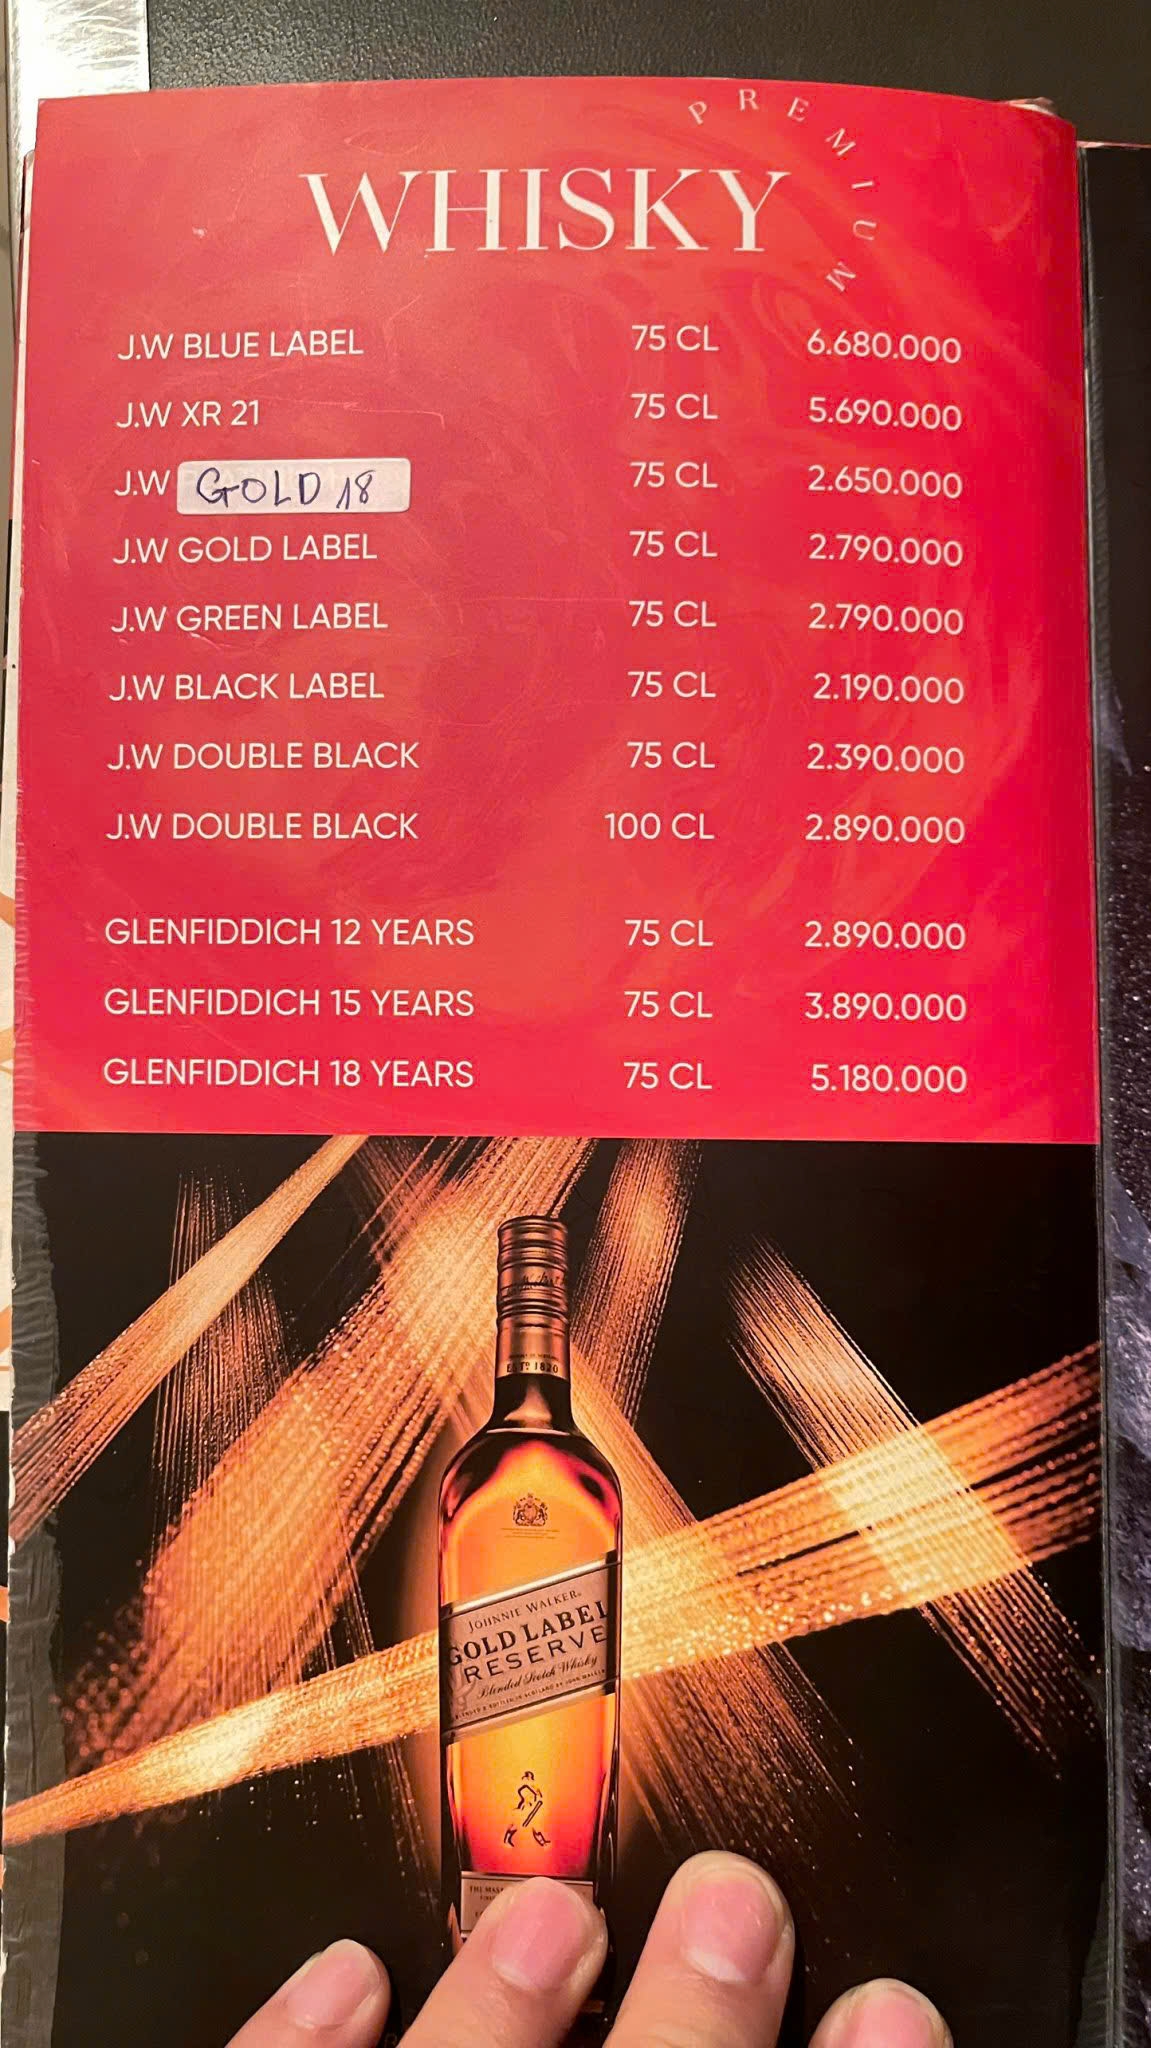 PREMIUM
WHISKY
J.W BLUE LABEL 75 CL 6.680.000
J.W XR 21 75 CL 5.690.000
J.W GOLD 18 75 CL 2.650.000
J.W GOLD LABEL 75 CL 2.790.000
J.W GREEN LABEL 75 CL 2.790.000
J.W BLACK LABEL 75 CL 2.190.000
J.W DOUBLE BLACK 75 CL 2.390.000
J.W DOUBLE BLACK 100 CL 2.890.000
GLENFIDDICH 12 YEARS 75 CL 2.890.000
GLENFIDDICH 15 YEARS 75 CL 3.890.000
GLENFIDDICH 18 YEARS 75 CL 5.180.000
ESTD 1820
JOHNNIE WALKER.
GOLD LABEL
RESERVE
Blended Scotch Whisky